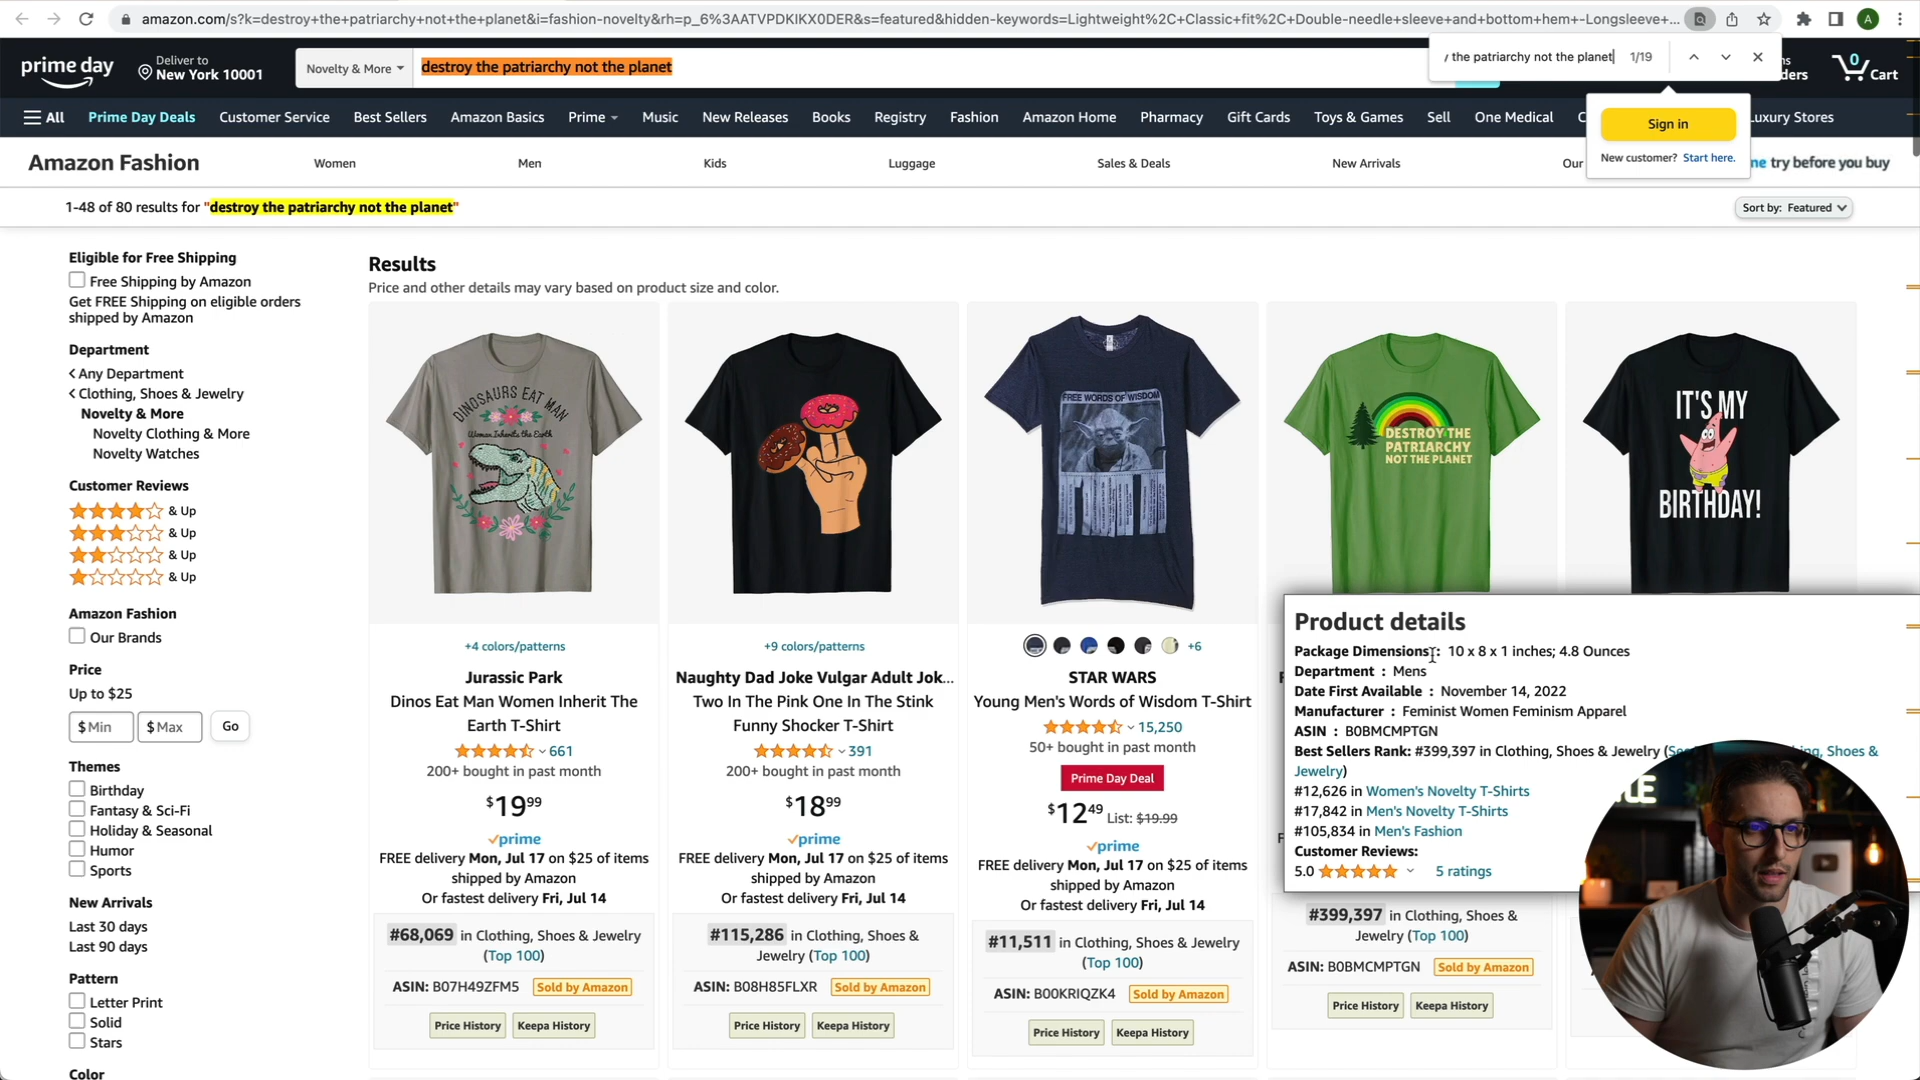 amazon.com/s?k=destroy+the+patriarchy+not+the+planet&i=fashion-novelty&rh=p_6%3AATVPDKIKX0DER&s=featured&hidden-keywords=Lightweight%2C+Classic+fit%2C+Double-needle+sleeve+and+bottom+hem+-Longsleeve+...
A
prime day
Deliver to
New York 10001
Novelty & More
destroy the patriarchy not the planet
the patriarchy not the planet
1/19
0
Cart
All
Prime Day Deals
Customer Service
Best Sellers
Amazon Basics
Prime
Music
New Releases
Books
Registry
Fashion
Amazon Home
Pharmacy
Gift Cards
Toys & Games
Sell
One Medical
Luxury Stores
Sign in
New customer? Start here.
Amazon Fashion
Women
Men
Kids
Luggage
Sales & Deals
New Arrivals
Our
try before you buy
1-48 of 80 results for "destroy the patriarchy not the planet"
Sort by: Featured
Eligible for Free Shipping
Free Shipping by Amazon
Get FREE Shipping on eligible orders
shipped by Amazon
Department
Any Department
Clothing, Shoes & Jewelry
Novelty & More
Novelty Clothing & More
Novelty Watches
Customer Reviews
& Up
& Up
& Up
& Up
Amazon Fashion
Our Brands
Price
Up to $25
$ Min
$ Max
Go
Themes
Birthday
Fantasy & Sci-Fi
Holiday & Seasonal
Humor
Sports
New Arrivals
Last 30 days
Last 90 days
Pattern
Letter Print
Solid
Stars
Color
Results
Price and other details may vary based on product size and color.
DINOSAURS EAT MAN
Woman Inherits the Earth
+4 colors/patterns
Jurassic Park
Dinos Eat Man Women Inherit The
Earth T-Shirt
661
200+ bought in past month
$19 99
prime
FREE delivery Mon, Jul 17 on $25 of items
shipped by Amazon
Or fastest delivery Fri, Jul 14
#68,069 in Clothing, Shoes & Jewelry
(Top 100)
ASIN: B07H49ZFM5
Sold by Amazon
Price History
Keepa History
+9 colors/patterns
Naughty Dad Joke Vulgar Adult Jok...
Two In The Pink One In The Stink
Funny Shocker T-Shirt
391
200+ bought in past month
$18 99
prime
FREE delivery Mon, Jul 17 on $25 of items
shipped by Amazon
Or fastest delivery Fri, Jul 14
#115,286 in Clothing, Shoes &
Jewelry (Top 100)
ASIN: B08H85FLXR
Sold by Amazon
Price History
Keepa History
FREE WORDS OF WISDOM
+6
STAR WARS
Young Men's Words of Wisdom T-Shirt
15,250
50+ bought in past month
Prime Day Deal
$12 49 List: $19.99
prime
FREE delivery Mon, Jul 17 on $25 of items
shipped by Amazon
Or fastest delivery Fri, Jul 14
#11,511 in Clothing, Shoes & Jewelry
(Top 100)
ASIN: B00KRIQZK4
Sold by Amazon
Price History
Keepa History
DESTROY THE
PATRIARCHY
NOT THE PLANET
IT'S MY
BIRTHDAY!
Product details
Package Dimensions : 10 x 8 x 1 inches; 4.8 Ounces
Department : Mens
Date First Available : November 14, 2022
Manufacturer : Feminist Women Feminism Apparel
ASIN : B0BMCMPTGN
Best Sellers Rank: #399,397 in Clothing, Shoes & Jewelry
Shoes &
Jewelry)
#12,626 in Women's Novelty T-Shirts
#17,842 in Men's Novelty T-Shirts
#105,834 in Men's Fashion
Customer Reviews:
5.0
5 ratings
#399,397 in Clothing, Shoes &
Jewelry (Top 100)
ASIN: B0BMCMPTGN
Sold by Amazon
Price History
Keepa History